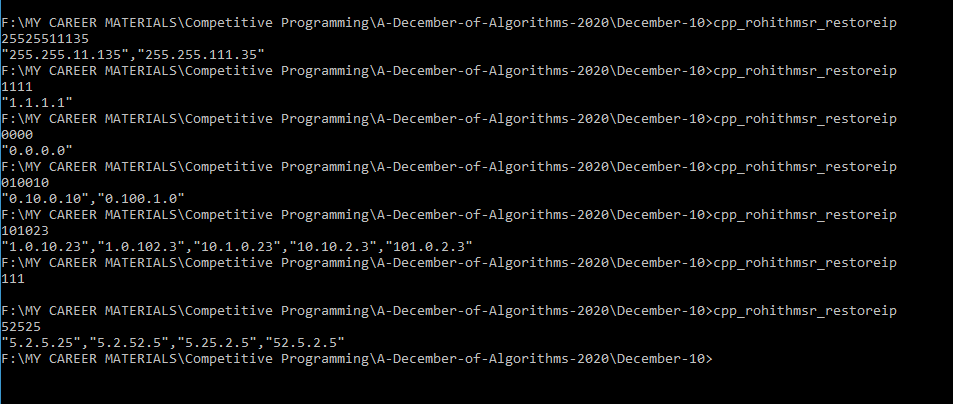 F:\MY CAREER MATERIALS\Competitive Programming\A-December-of-Algorithms-2020\December-10>cpp_rohithmsr_restoreip
25525511135
"255.255.11.135","255.255.111.35"
F:\MY CAREER MATERIALS\Competitive Programming\A-December-of-Algorithms-2020\December-10>cpp_rohithmsr_restoreip
1111
"1.1.1.1"
F:\MY CAREER MATERIALS\Competitive Programming\A-December-of-Algorithms-2020\December-10>cpp_rohithmsr_restoreip
0000
"0.0.0.0"
F:\MY CAREER MATERIALS\Competitive Programming\A-December-of-Algorithms-2020\December-10>cpp_rohithmsr_restoreip
010010
"0.10.0.10","0.100.1.0"
F:\MY CAREER MATERIALS\Competitive Programming\A-December-of-Algorithms-2020\December-10>cpp_rohithmsr_restoreip
101023
"1.0.10.23","1.0.102.3","10.1.0.23","10.10.2.3","101.0.2.3"
F:\MY CAREER MATERIALS\Competitive Programming\A-December-of-Algorithms-2020\December-10>cpp_rohithmsr_restoreip
111
F:\MY CAREER MATERIALS\Competitive Programming\A-December-of-Algorithms-2020\December-10>cpp_rohithmsr_restoreip
52525
"5.2.5.25","5.2.52.5","5.25.2.5","52.5.2.5"
F:\MY CAREER MATERIALS\Competitive Programming\A-December-of-Algorithms-2020\December-10>